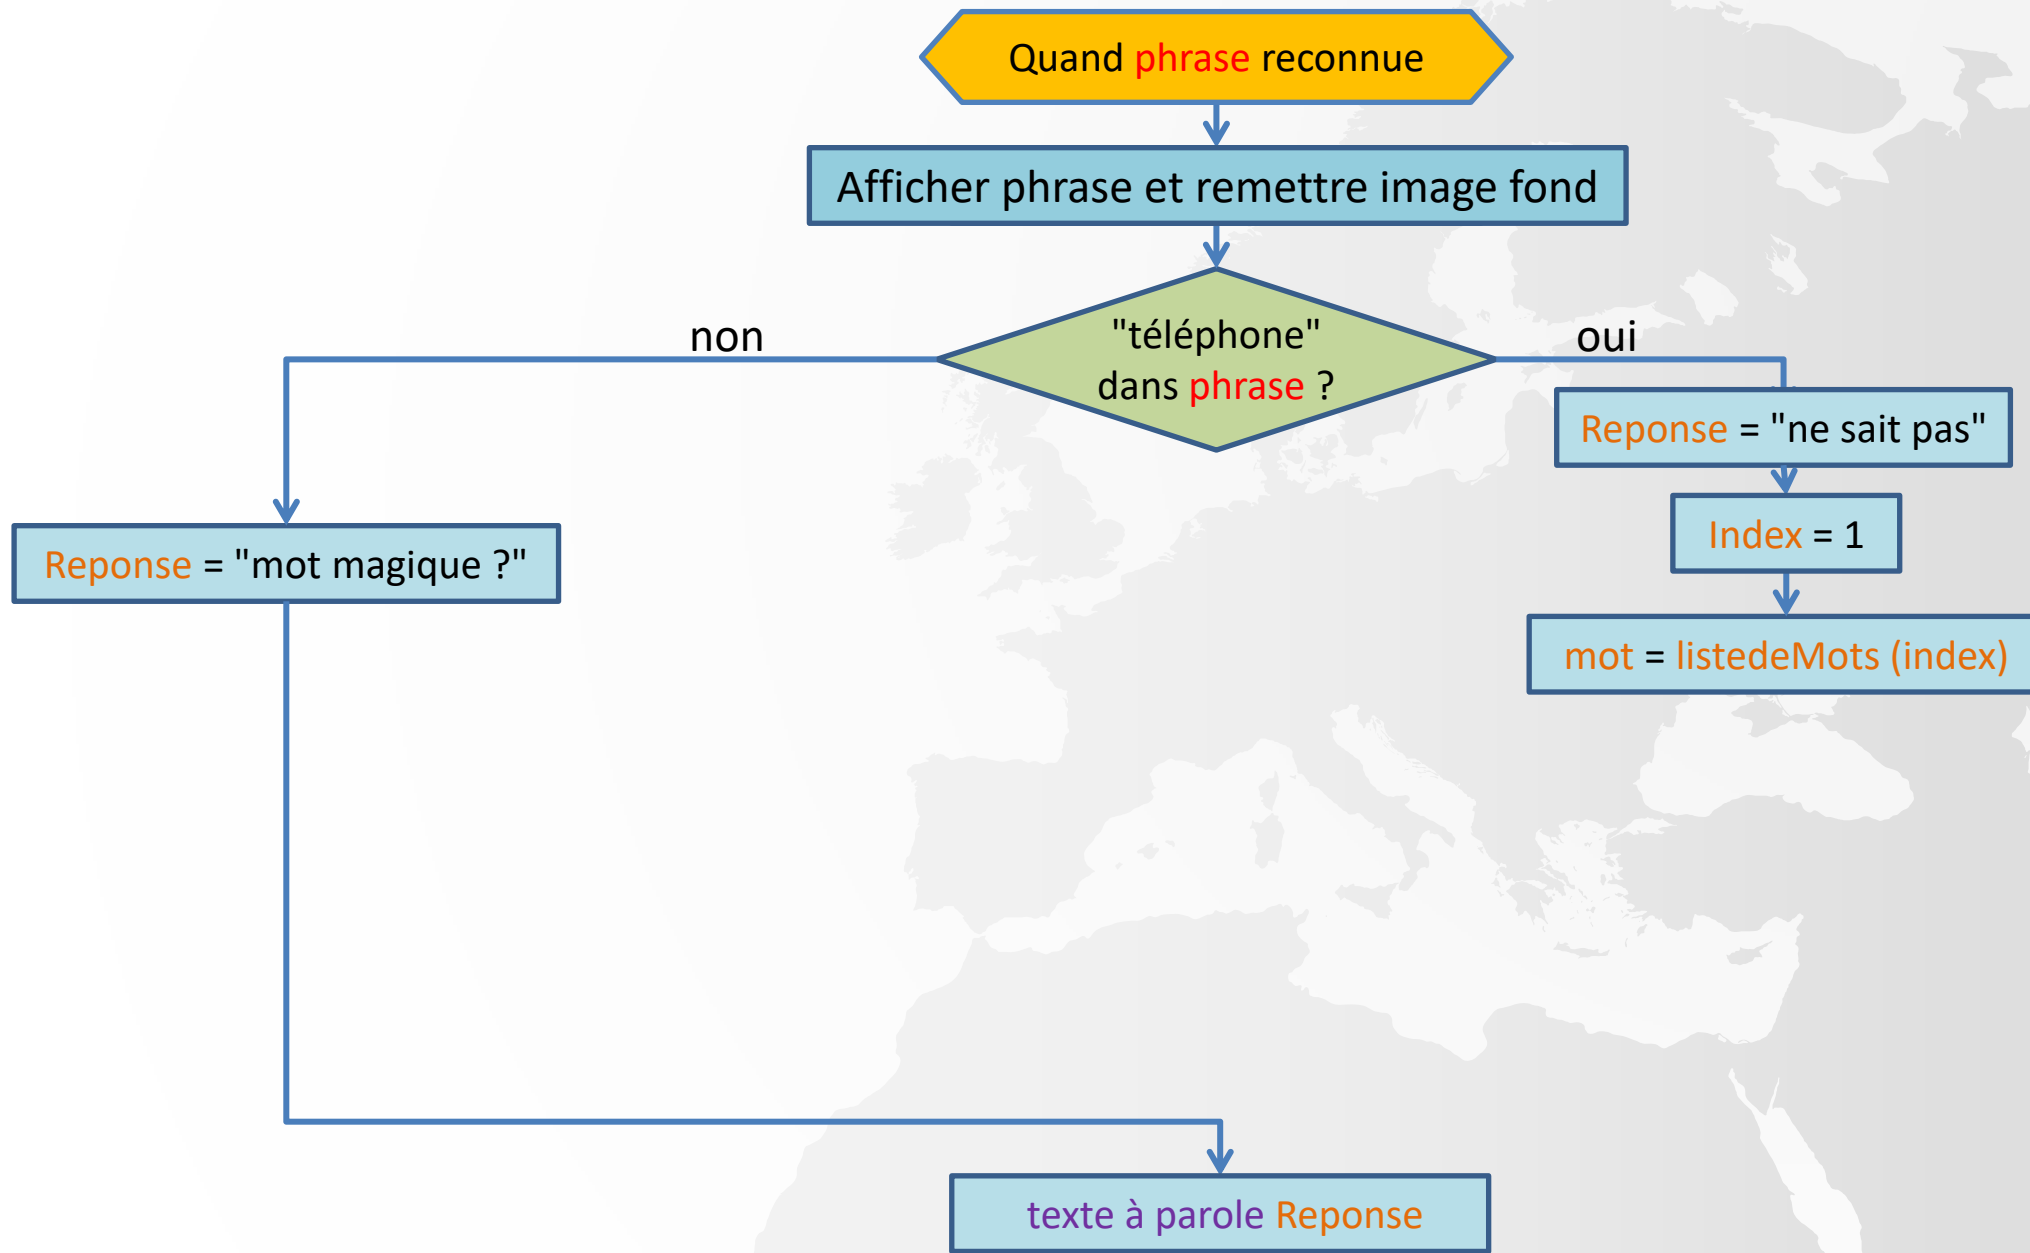 Quand phrase reconnue
Afficher phrase et remettre image fond
non
"téléphone"
dans phrase ?
oui
Reponse = "ne sait pas"
Index = 1
Reponse = "mot magique ?"
mot = listedeMots (index)
texte à parole Reponse